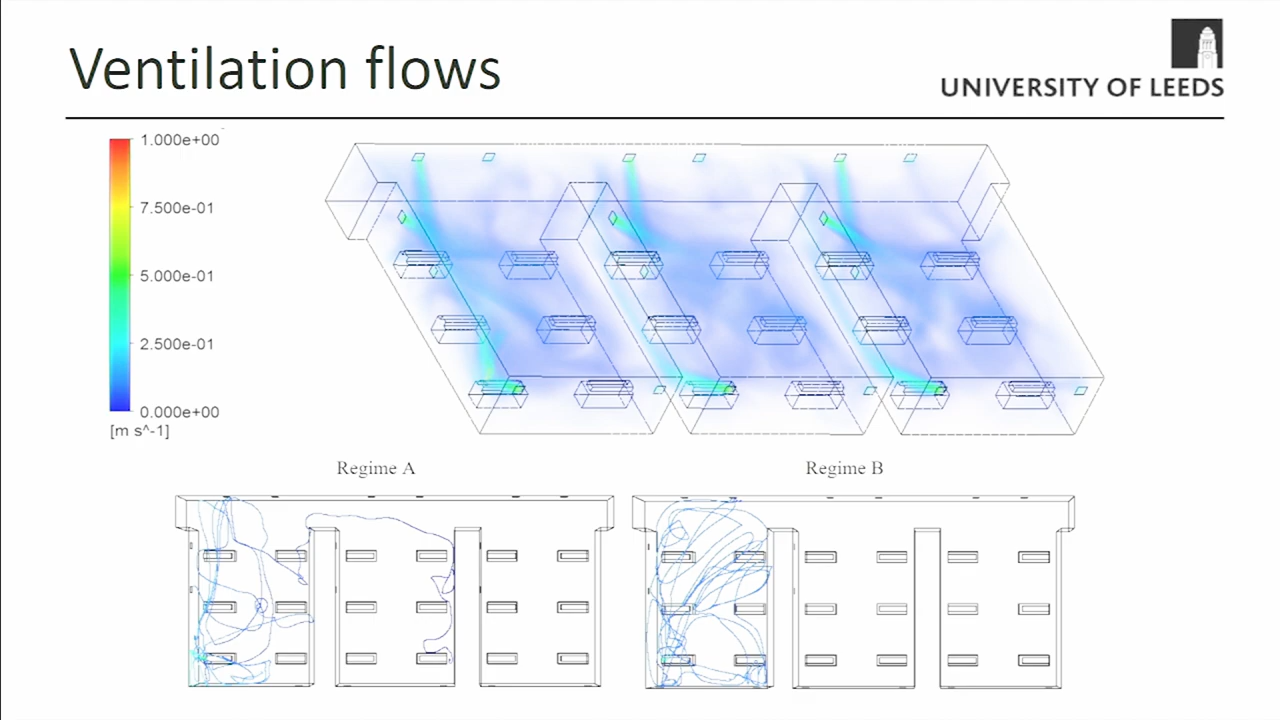 Ventilation flows
UNIVERSITY OF LEEDS
1.000e+00
7.500e-01
5.000e-01
2.500e-01
0.000e+00
[m s^-1]
Regime A
Regime B